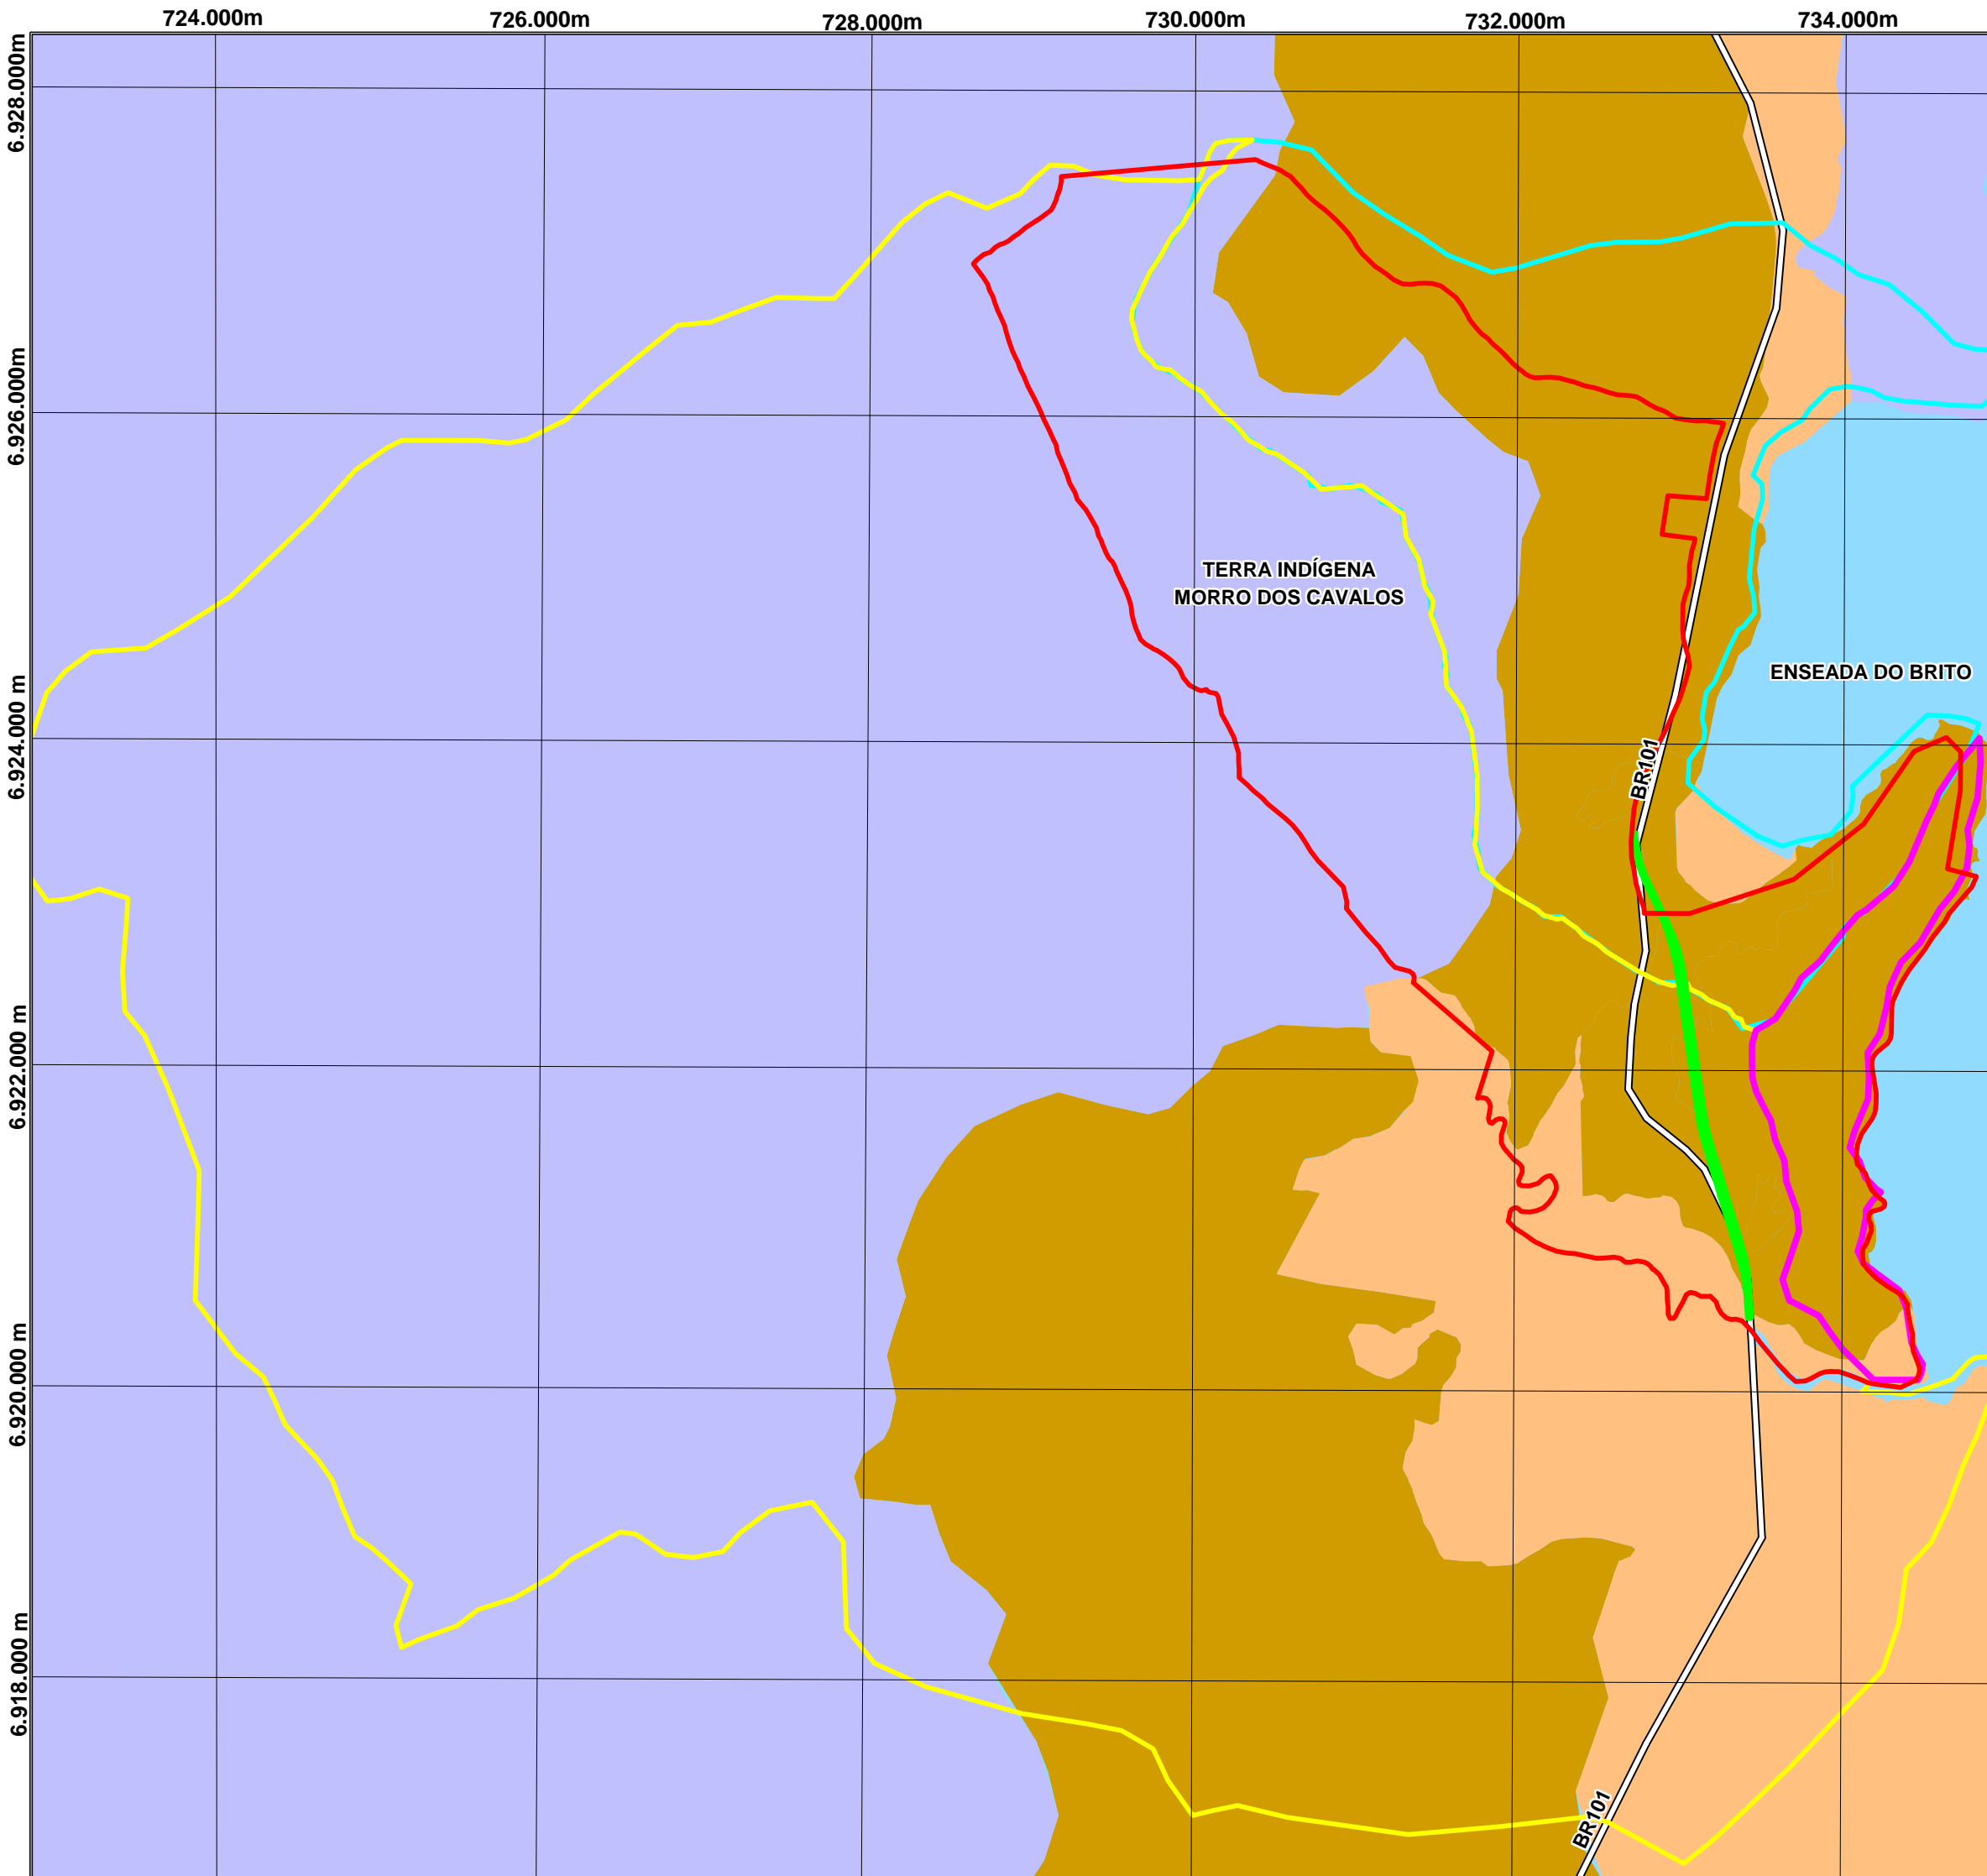 724.000m 726.000m 728.000m 730.000m 732.000m 734.000m
6.928.000m
6.926.000m
TERRA INDÍGENA
MORRO DOS CAVALOS
ENSEADA DO BRITO
6.924.000 m
BR101
6.922.000 m
6.920.000 m
6.918.000 m
BR101